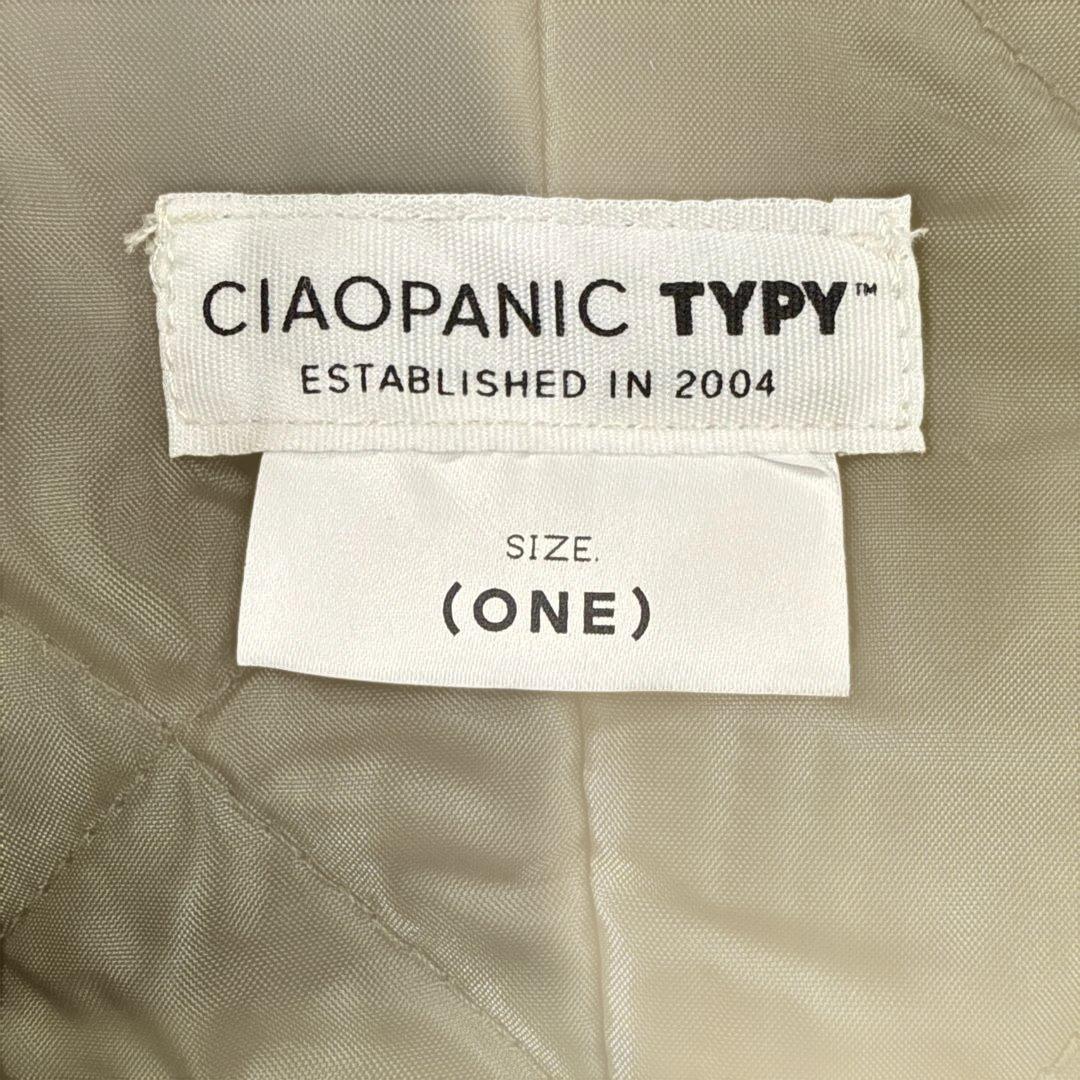 CIAOPANIC TYPY™
ESTABLISHED IN 2004
SIZE.
(ONE)